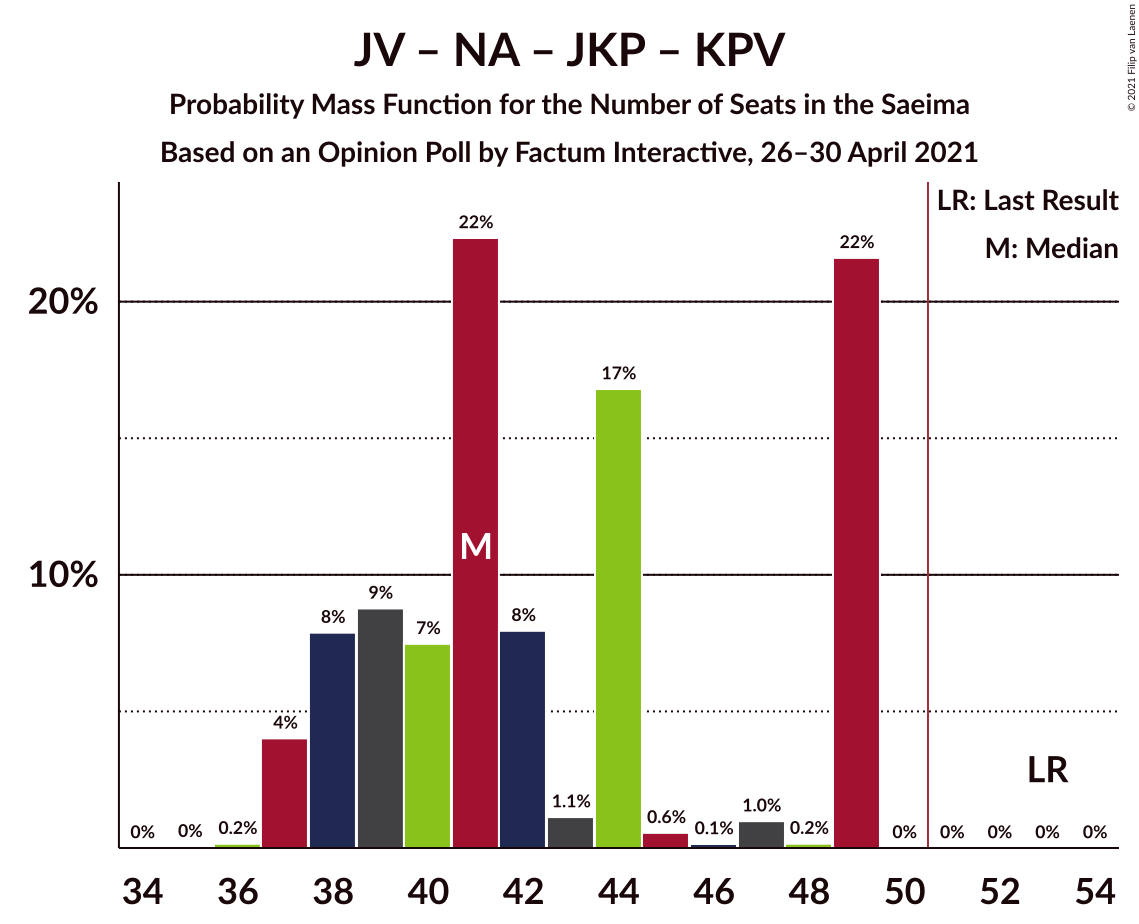 JV – NA – JKP – KPV
Probability Mass Function for the Number of Seats in the Saeima
Based on an Opinion Poll by Factum Interactive, 26–30 April 2021
© 2021 Filip van Laenen
LR: Last Result
M: Median
20%
10%
0%
0%
0.2%
4%
8%
9%
7%
22%
8%
1.1%
17%
0.6%
0.1%
1.0%
0.2%
22%
0%
0%
0%
0%
0%
M
LR
34 36 38 40 42 44 46 48 50 52 54